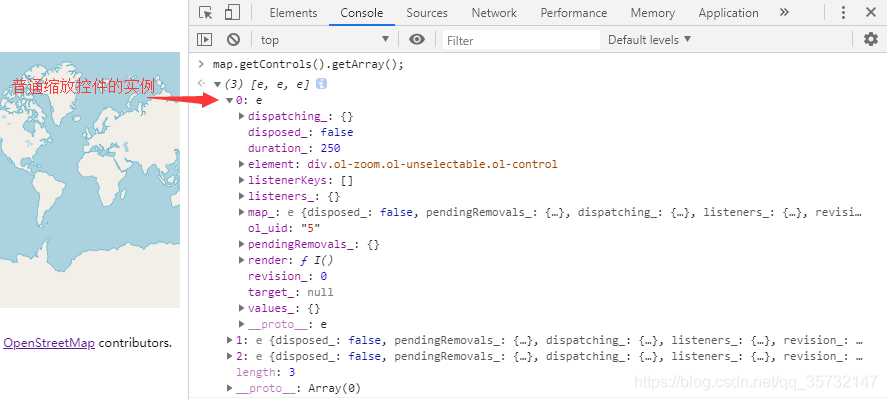 Elements Console Sources Network Performance Memory Application »
top Filter Default levels
普通缩放控件的实例
> map.getControls().getArray();
(3) [e, e, e]
0: e
dispatching_: {}
disposed_: false
duration_: 250
element: div.ol-zoom.ol-unselectable.ol-control
listenerKeys: []
listeners_: {}
map_: e {disposed_: false, pendingRemovals_: {…}, dispatching_: {…}, listeners_: {…}, revisi…
ol_uid: "5"
pendingRemovals_: {}
render: ƒ I()
revision_: 0
target_: null
values_: {}
__proto__: e
1: e {disposed_: false, pendingRemovals_: {…}, dispatching_: {…}, listeners_: {…}, revision_: …
2: e {disposed_: false, pendingRemovals_: {…}, dispatching_: {…}, listeners_: {…}, revision_: …
length: 3
__proto__: Array(0)
OpenStreetMap contributors.
https://blog.csdn.net/qq_35732147